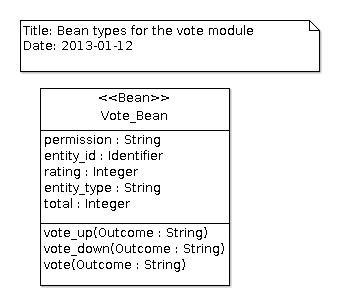 Title: Bean types for the vote module
Date: 2013-01-12
<<Bean>>
Vote_Bean
permission : String
entity_id : Identifier
rating : Integer
entity_type : String
total : Integer
vote_up(Outcome : String)
vote_down(Outcome : String)
vote(Outcome : String)